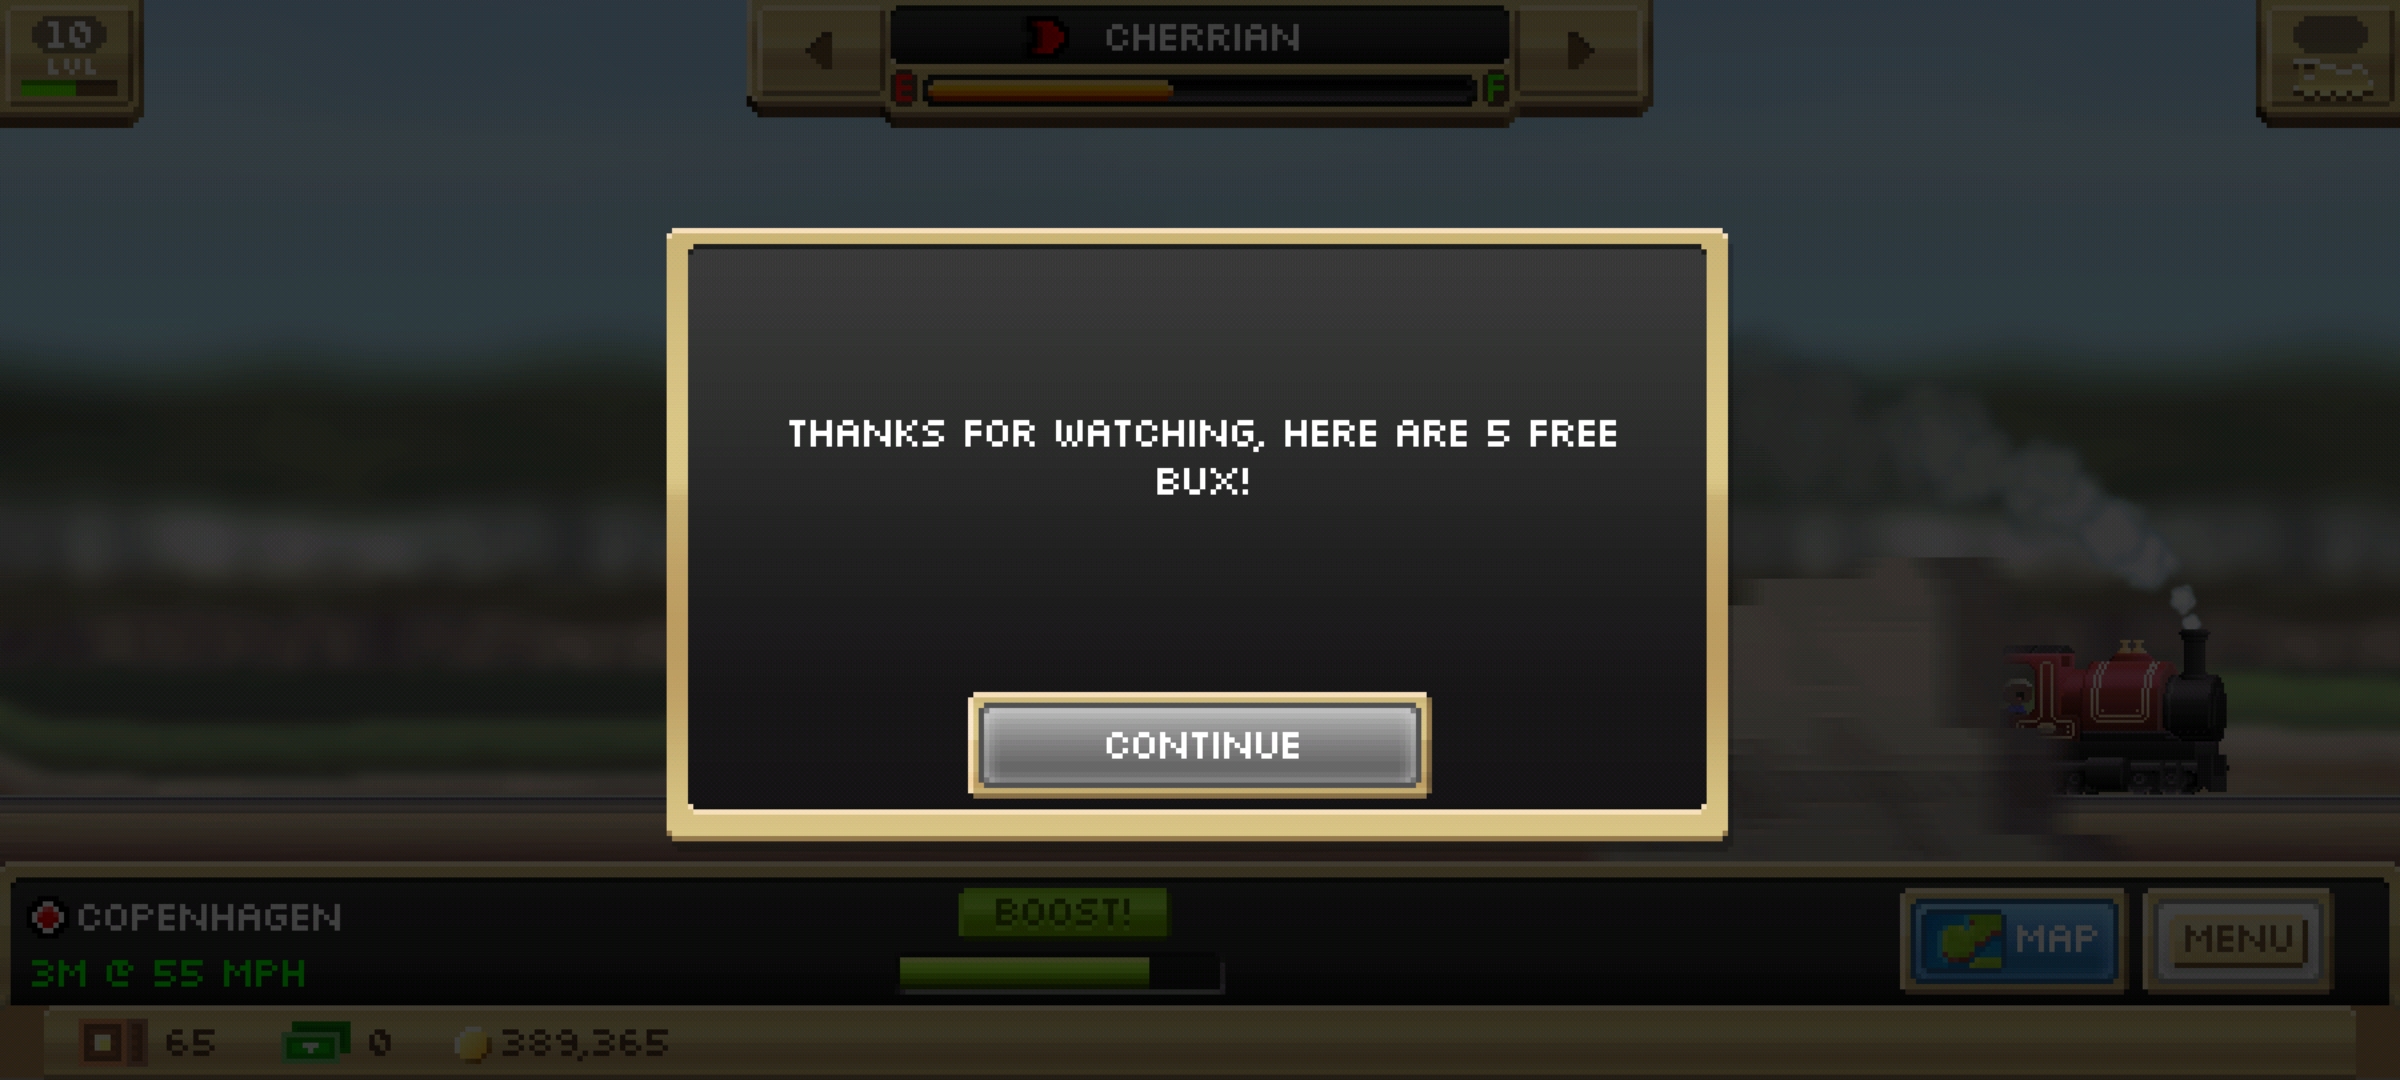 10
LVL
CHERRIAN
E F
THANKS FOR WATCHING, HERE ARE 5 FREE
BUX!
CONTINUE
COPENHAGEN
3M @ 55 MPH
BOOST!
MAP
MENU
65
0
389,365